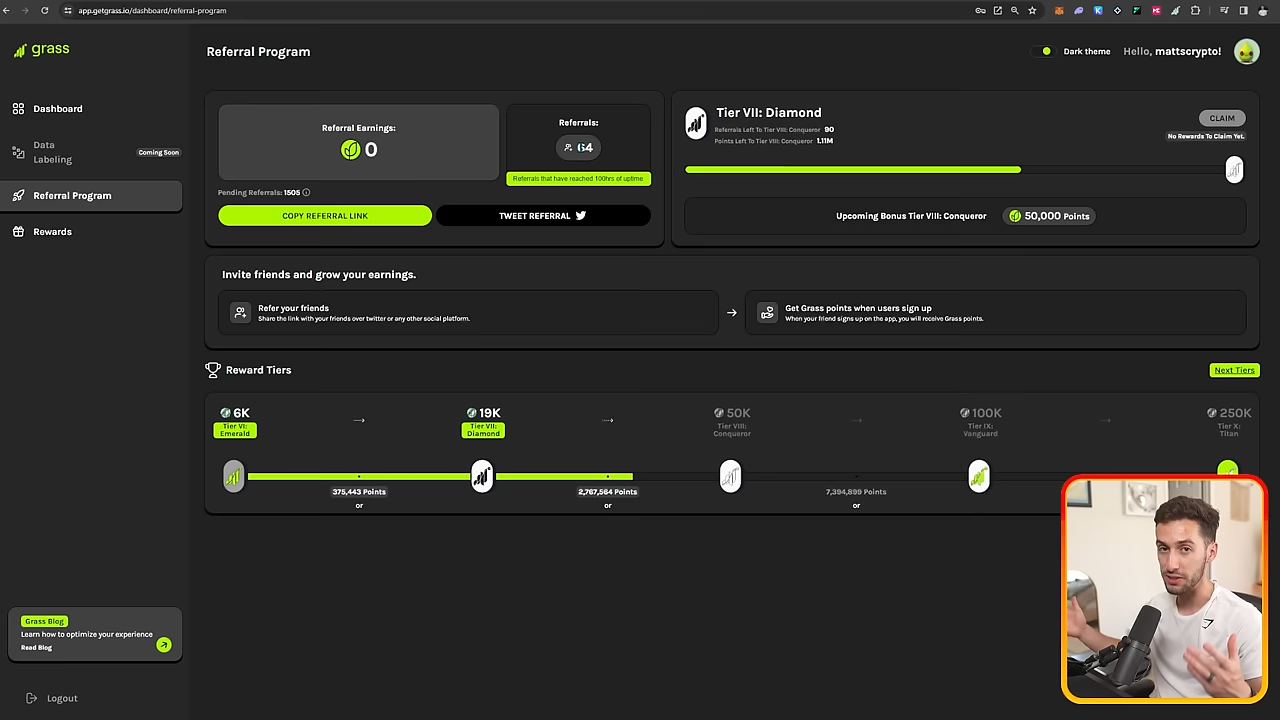 app.getgrass.io/dashboard/referral-program
grass
Referral Program
Dark theme
Hello, mattscrypto!
Dashboard
Data
Labeling
Coming Soon
Referral Program
Rewards
Referral Earnings:
0
Referrals:
64
Referrals that have reached 100hrs of uptime.
Pending Referrals: 1505
COPY REFERRAL LINK
TWEET REFERRAL
Tier VII: Diamond
Referrals Left To Tier VIII: Conqueror 90
Points Left To Tier VIII: Conqueror 1.11M
CLAIM
No Rewards To Claim Yet.
Upcoming Bonus Tier VIII: Conqueror
50,000 Points
Invite friends and grow your earnings.
Refer your friends
Share the link with your friends over twitter or any other social platform.
Get Grass points when users sign up
When your friend signs up on the app, you will receive Grass points.
Reward Tiers
Next Tiers
6K
Tier VI:
Emerald
19K
Tier VII:
Diamond
50K
Tier VIII:
Conqueror
100K
Tier IX:
Vanguard
250K
Tier X:
Titan
375,443 Points
or
2,767,564 Points
or
7,394,899 Points
or
Grass Blog
Learn how to optimize your experience
Read Blog
Logout